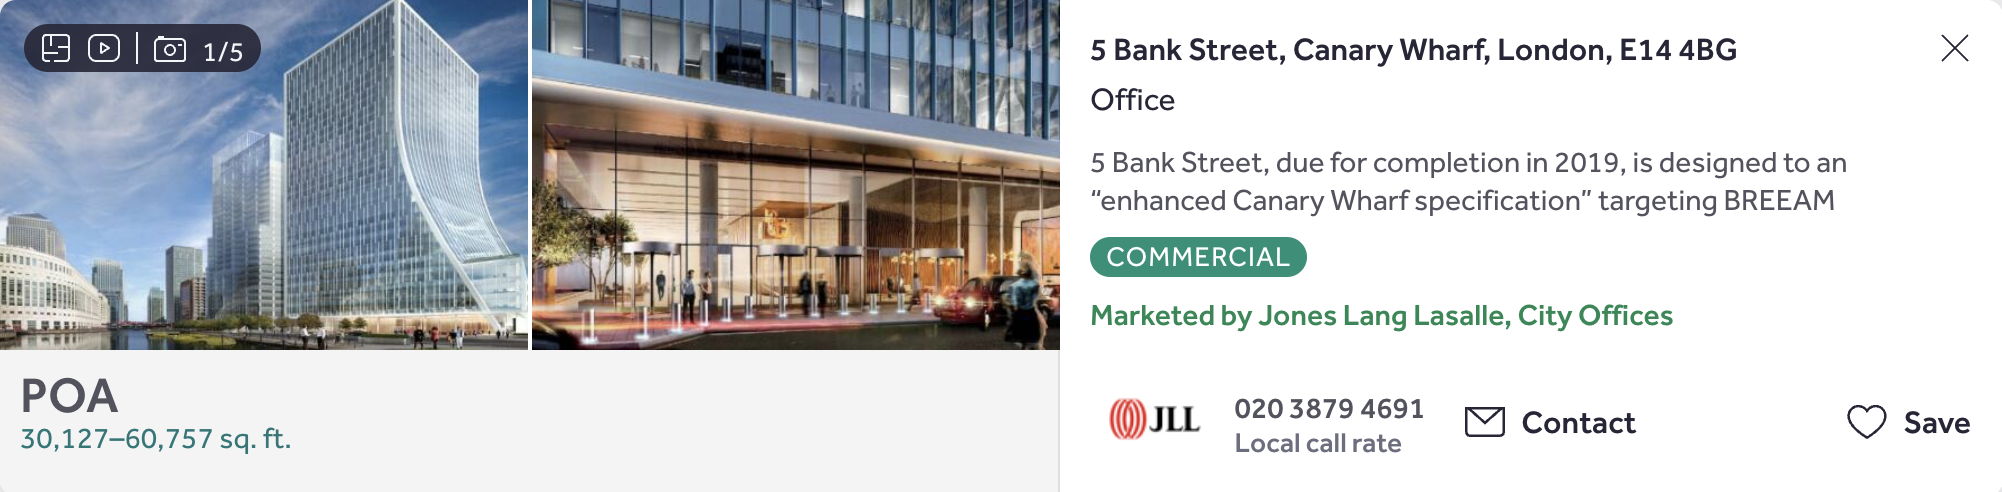 1/5
5 Bank Street, Canary Wharf, London, E14 4BG
Office
5 Bank Street, due for completion in 2019, is designed to an
“enhanced Canary Wharf specification” targeting BREEAM
COMMERCIAL
Marketed by Jones Lang Lasalle, City Offices
POA
30,127–60,757 sq. ft.
JLL
020 3879 4691
Local call rate
Contact
Save